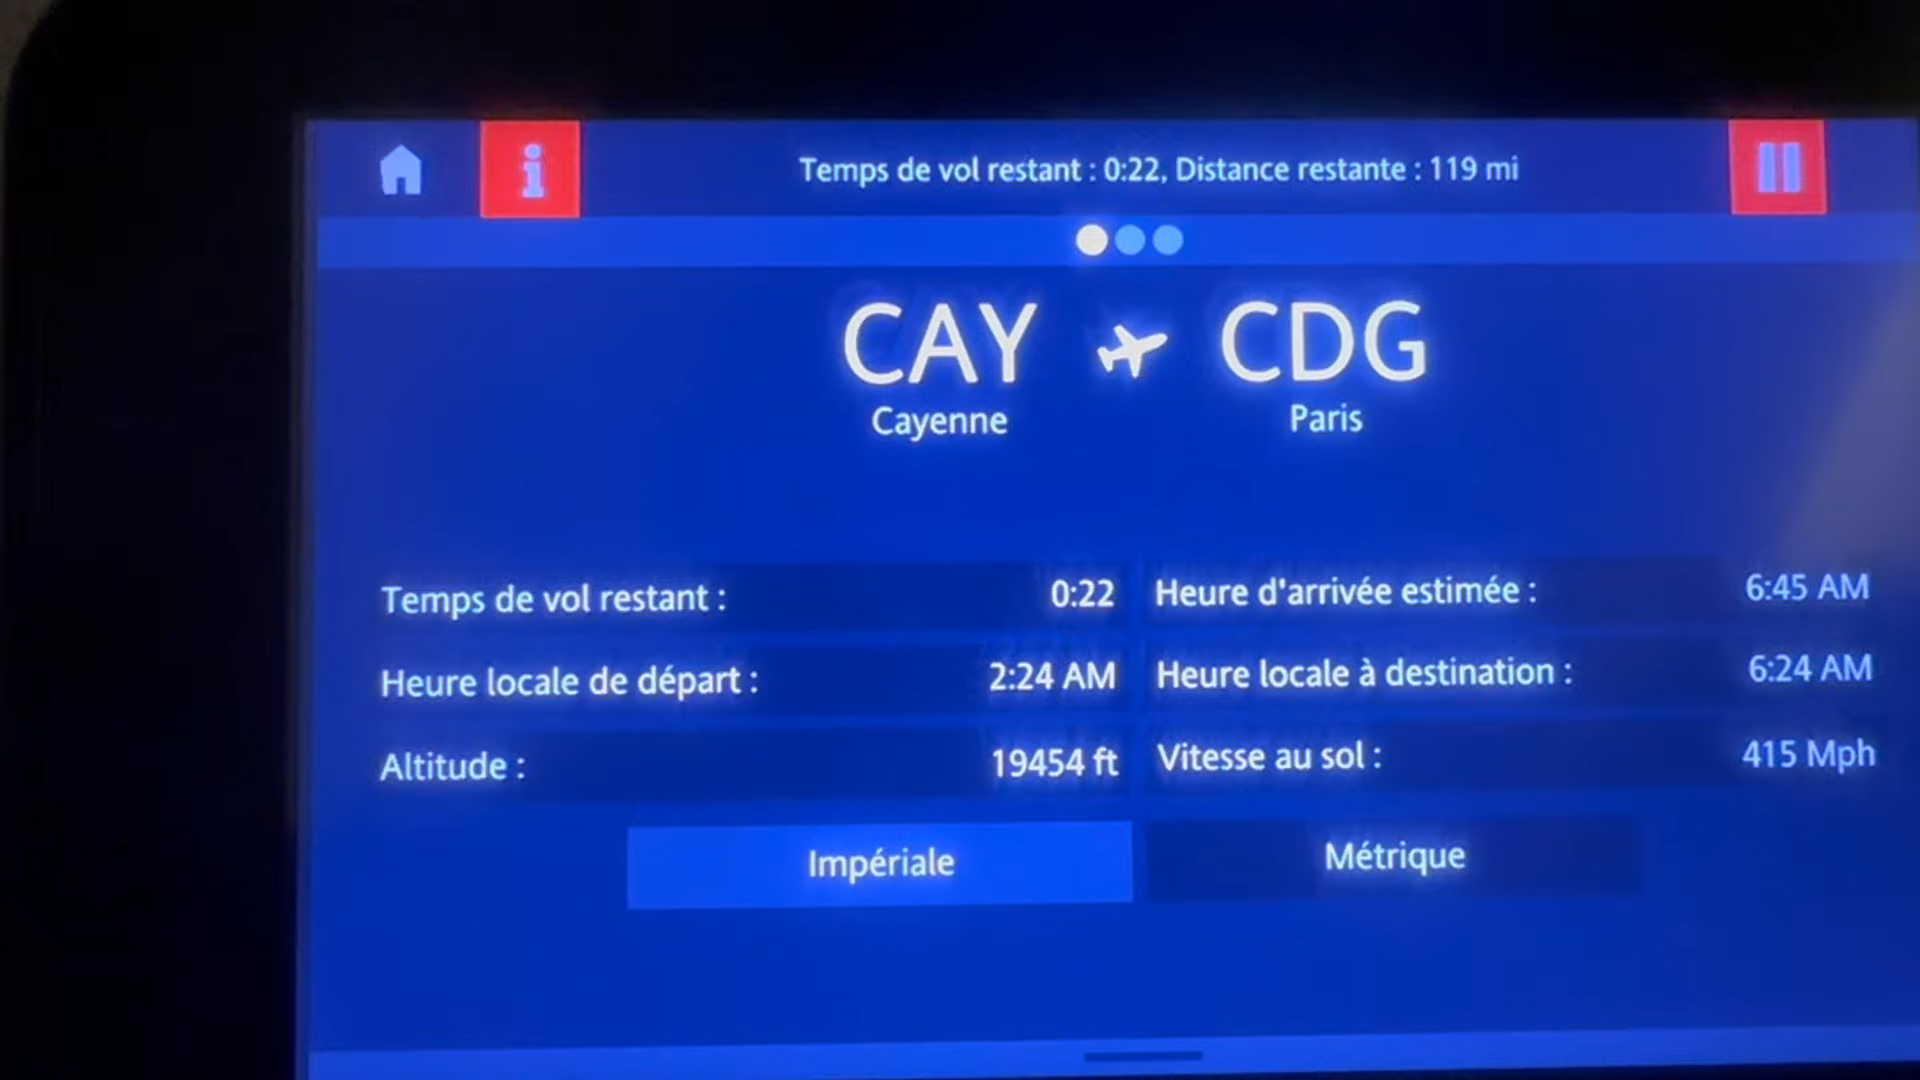 Temps de vol restant : 0:22, Distance restante : 119 mi
CAY CDG
Cayenne Paris
Temps de vol restant : 0:22 Heure d'arrivée estimée : 6:45 AM
Heure locale de départ : 2:24 AM Heure locale à destination : 6:24 AM
Altitude : 19454 ft Vitesse au sol : 415 Mph
Impériale Métrique